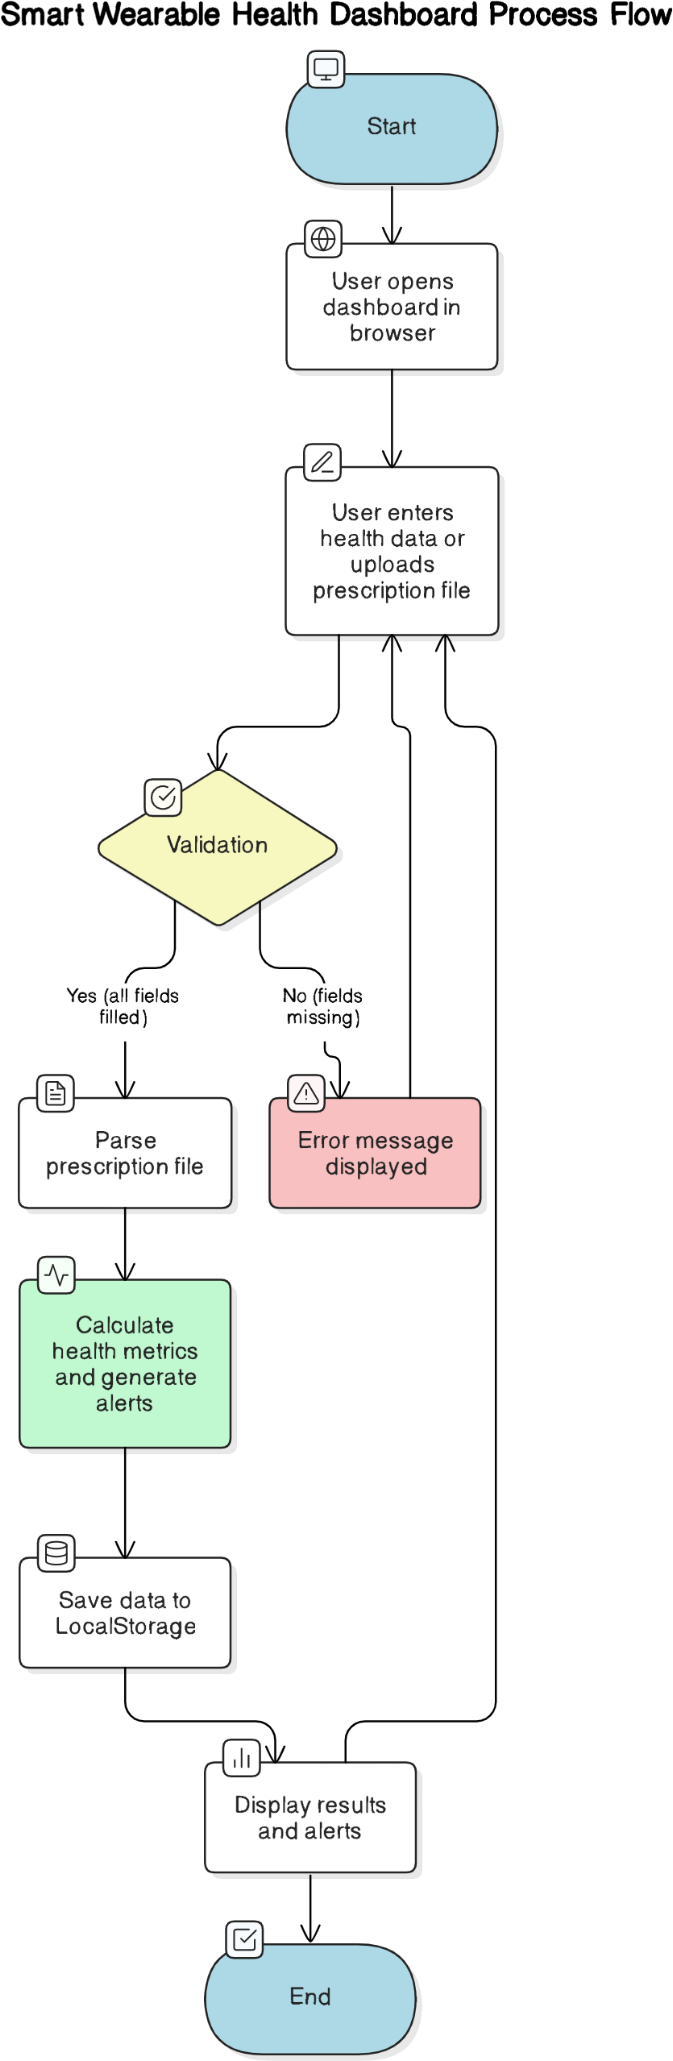 Smart Wearable Health Dashboard Process Flow
Start
User opens
dashboard in
browser
User enters
health data or
uploads
prescription file
Validation
Yes (all fields
filled)
No (fields
missing)
Parse
prescription file
Error message
displayed
Calculate
health metrics
and generate
alerts
Save data to
LocalStorage
Display results
and alerts
End